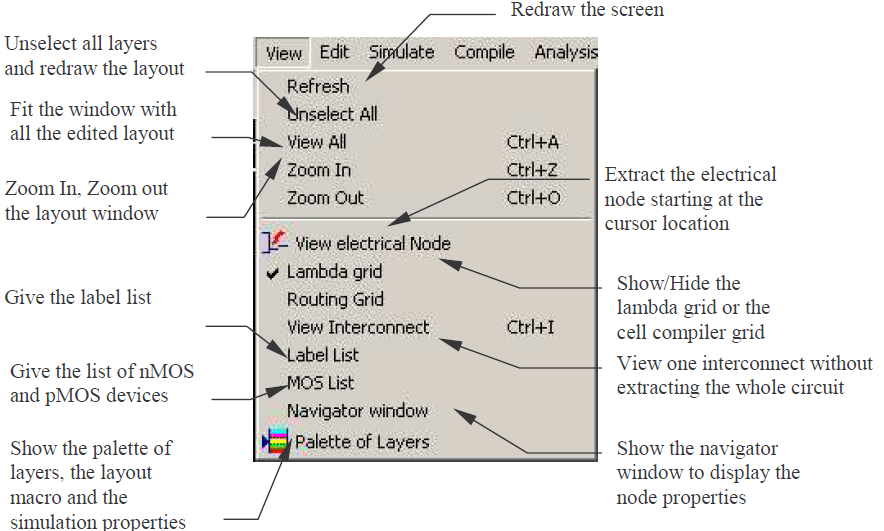 Redraw the screen
Unselect all layers
and redraw the layout
Fit the window with
all the edited layout
Zoom In, Zoom out
the layout window
Give the label list
Give the list of nMOS
and pMOS devices
Show the palette of
layers, the layout
macro and the
simulation properties
View Edit Simulate Compile Analysis
Refresh
Unselect All
View All Ctrl+A
Zoom In Ctrl+Z
Zoom Out Ctrl+O
View electrical Node
Lambda grid
Routing Grid
View Interconnect Ctrl+I
Label List
MOS List
Navigator window
Palette of Layers
Extract the electrical
node starting at the
cursor location
Show/Hide the
lambda grid or the
cell compiler grid
View one interconnect without
extracting the whole circuit
Show the navigator
window to display the
node properties